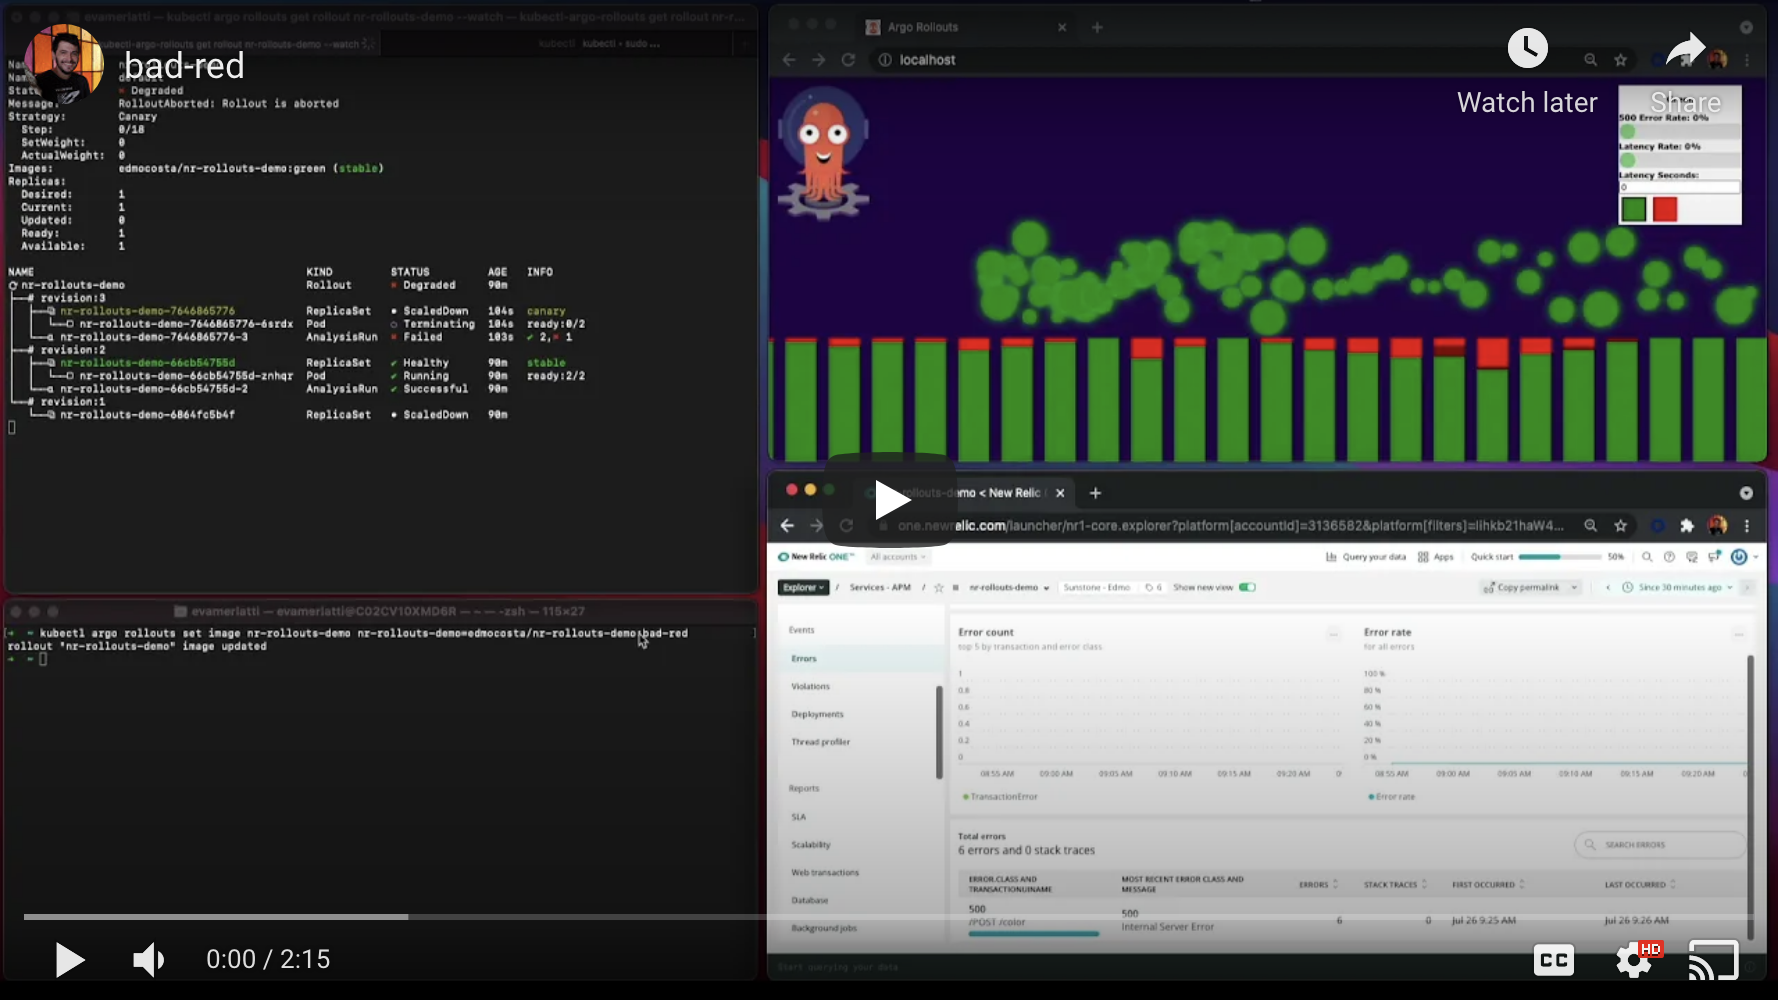 evamerlatti — kubectl argo rollouts get rollout nr-rollouts-demo --watch — kubectl-argo-rollouts get rollout nr-r...
kubectl-argo-rollouts get rollout nr-rollouts-demo --watch
kubectl • sudo ...
bad-red
Degraded
Message:
RolloutAborted: Rollout is aborted
Strategy: Canary
Step: 0/18
SetWeight: 0
ActualWeight: 0
Images: edmocosta/nr-rollouts-demo:green (stable)
Replicas:
Desired: 1
Current: 1
Updated: 0
Ready: 1
Available: 1
NAME KIND STATUS AGE INFO
nr-rollouts-demo Rollout Degraded 90m
# revision:3
nr-rollouts-demo-7646865776 ReplicaSet • ScaledDown 104s canary
nr-rollouts-demo-7646865776-6srdx Pod Terminating 104s ready:0/2
nr-rollouts-demo-7646865776-3 AnalysisRun Failed 103s ✔ 2,✖ 1
# revision:2
nr-rollouts-demo-66cb54755d ReplicaSet ✔ Healthy 90m stable
nr-rollouts-demo-66cb54755d-znhqr Pod ✔ Running 90m ready:2/2
nr-rollouts-demo-66cb54755d-2 AnalysisRun ✔ Successful 90m
# revision:1
nr-rollouts-demo-6864fc5b4f ReplicaSet • ScaledDown 90m
evamerlatti — evamerlatti@C02CV10XMD6R — ~ — -zsh — 115×27
kubectl argo rollouts set image nr-rollouts-demo nr-rollouts-demo=edmocosta/nr-rollouts-demo:bad-red
rollout "nr-rollouts-demo" image updated
Argo Rollouts
localhost
Watch later
Share
500 Error Rate: 0%
Latency Rate: 0%
Latency Seconds:
0
rollouts-demo < New Relic
one.newrelic.com/launcher/nr1-core.explorer?platform[accountId]=3136582&platform[filters]=IihKb21haW4...
New Relic ONE™
All accounts
Query your data
Apps
Quick start
50%
Explorer
/ Services - APM /
nr-rollouts-demo
Sunstone - Edmo
6
Show new view
Copy permalink
Since 30 minutes ago
Events
Errors
Violations
Deployments
Thread profiler
Reports
SLA
Scalability
Web transactions
Database
Background jobs
Error count
top 5 by transaction and error class
1
0.8
0.6
0.4
0.2
0
08:55 AM 09:00 AM 09:05 AM 09:10 AM 09:15 AM 09:20 AM
TransactionError
Error rate
for all errors
100 %
80 %
60 %
40 %
20 %
0 %
08:55 AM 09:00 AM 09:05 AM 09:10 AM 09:15 AM 09:20 AM
Error rate
Total errors
6 errors and 0 stack traces
SEARCH ERRORS
ERROR CLASS AND TRANSACTIONUINAME
MOST RECENT ERROR CLASS AND MESSAGE
ERRORS
STACK TRACES
FIRST OCCURRED
LAST OCCURRED
500
/POST /color
500
Internal Server Error
6
0
Jul 26 9:25 AM
Jul 26 9:26 AM
Start querying your data
0:00 / 2:15
CC
HD